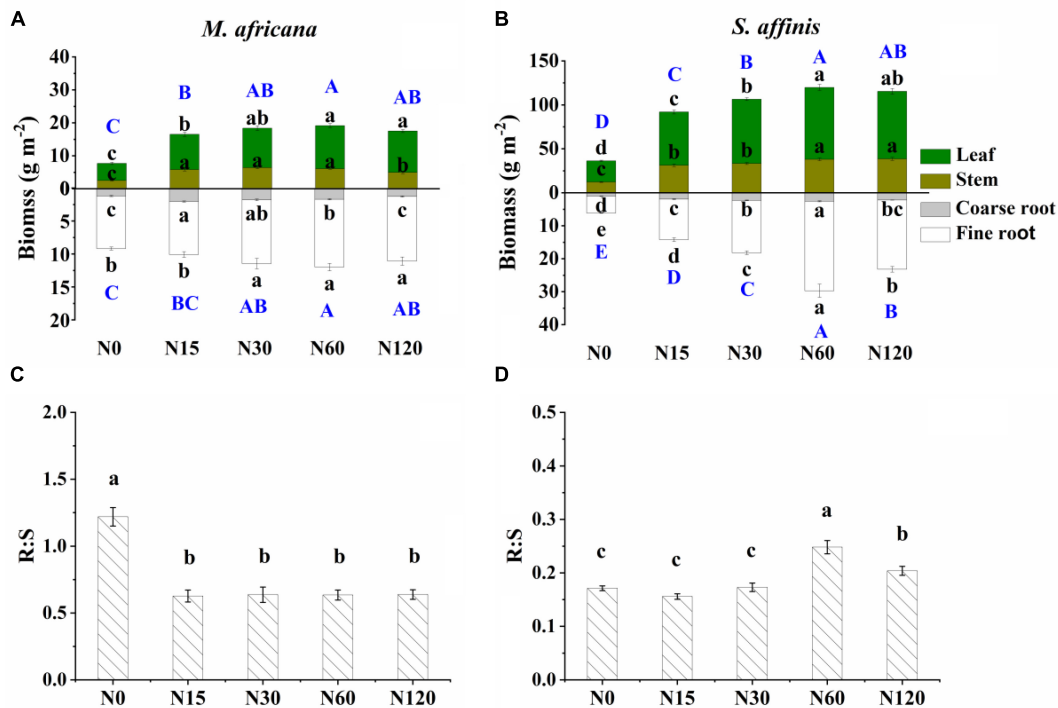 A
M. africana
B
S. affinis
Biomss (g m⁻²)
40
30
20
10
0
5
10
15
20
C B AB A AB
c b ab a a
c a a a b
c a ab b c
b b a a a
C BC AB A AB
N0 N15 N30 N60 N120
Biomass (g m⁻²)
150
100
50
0
10
20
30
40
D C B A AB
d c b a ab
c b b a a
d c b a bc
e d c a b
E D C A B
N0 N15 N30 N60 N120
Leaf
Stem
Coarse root
Fine root
C
R:S
2.0
1.5
1.0
0.5
0.0
a b b b b
N0 N15 N30 N60 N120
D
R:S
0.5
0.4
0.3
0.2
0.1
0.0
c c c a b
N0 N15 N30 N60 N120